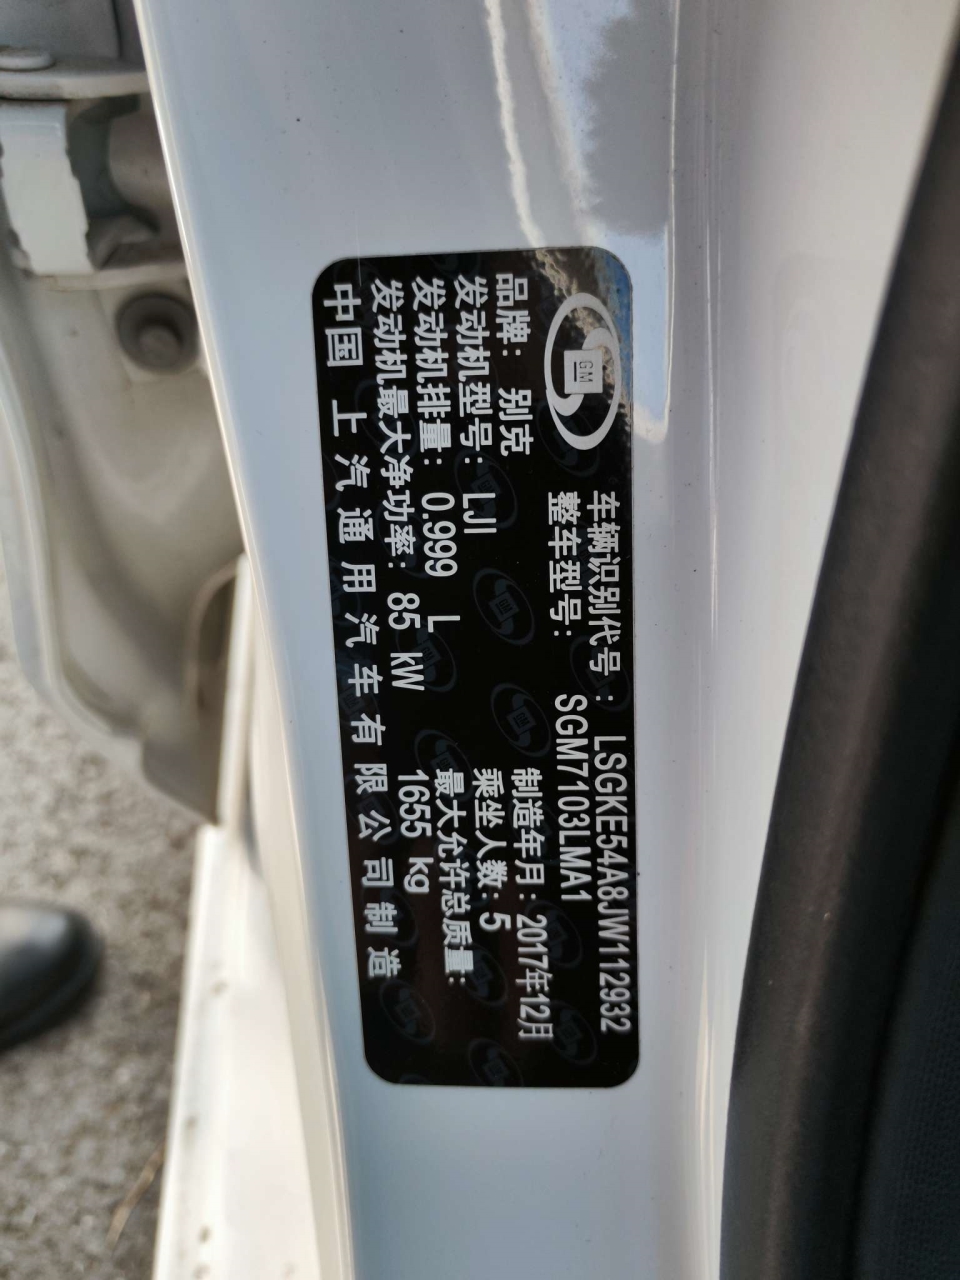 GM
车辆识别代号：LSGKE54A8JW112932
整车型号：SGM7103LMA1
品牌：别克
制造年月：2017年12月
发动机型号：LJI
乘坐人数：5
发动机排量：0.999 L
最大允许总质量：
发动机最大净功率：85 kW
1655 kg
中国上汽通用汽车有限公司制造